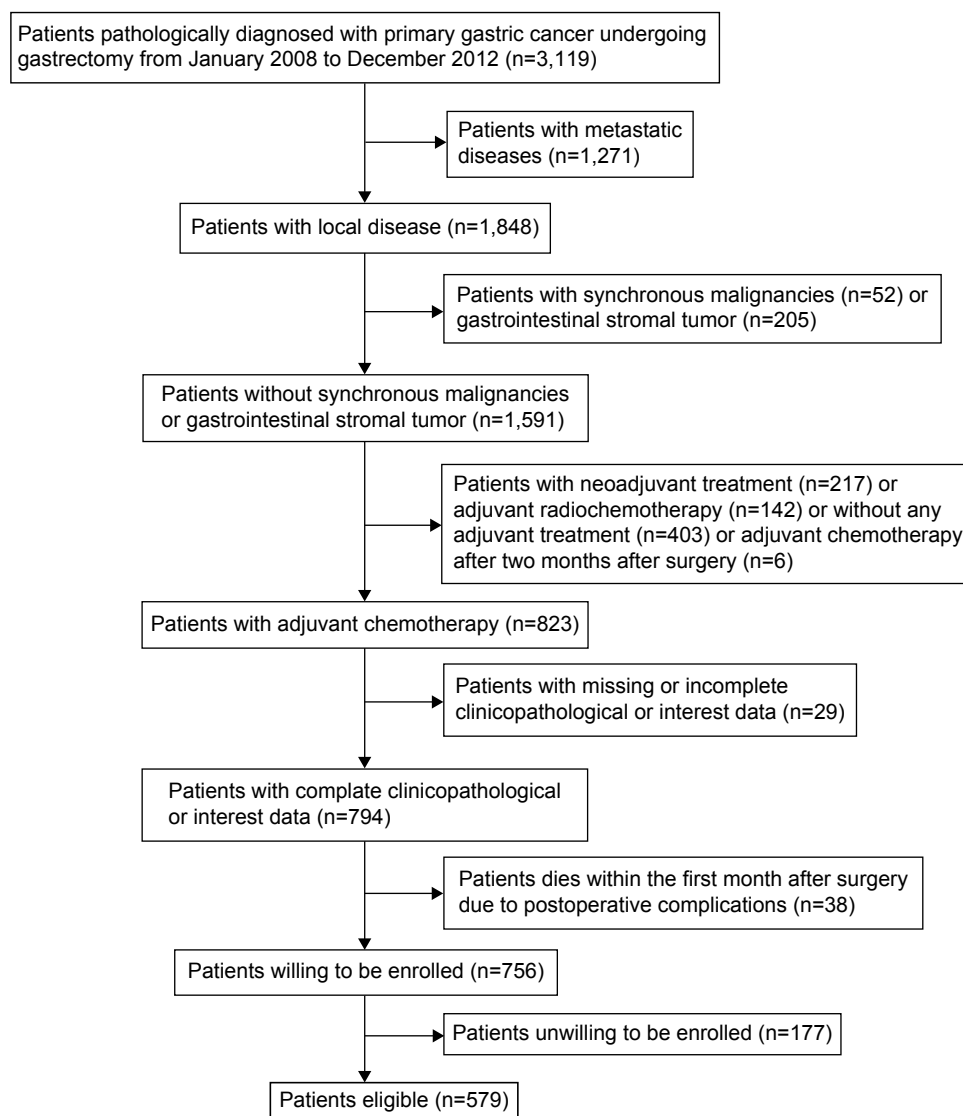 Patients pathologically diagnosed with primary gastric cancer undergoing
gastrectomy from January 2008 to December 2012 (n=3,119)
Patients with metastatic
diseases (n=1,271)
Patients with local disease (n=1,848)
Patients with synchronous malignancies (n=52) or
gastrointestinal stromal tumor (n=205)
Patients without synchronous malignancies
or gastrointestinal stromal tumor (n=1,591)
Patients with neoadjuvant treatment (n=217) or
adjuvant radiochemotherapy (n=142) or without any
adjuvant treatment (n=403) or adjuvant chemotherapy
after two months after surgery (n=6)
Patients with adjuvant chemotherapy (n=823)
Patients with missing or incomplete
clinicopathological or interest data (n=29)
Patients with complate clinicopathological
or interest data (n=794)
Patients dies within the first month after surgery
due to postoperative complications (n=38)
Patients willing to be enrolled (n=756)
Patients unwilling to be enrolled (n=177)
Patients eligible (n=579)